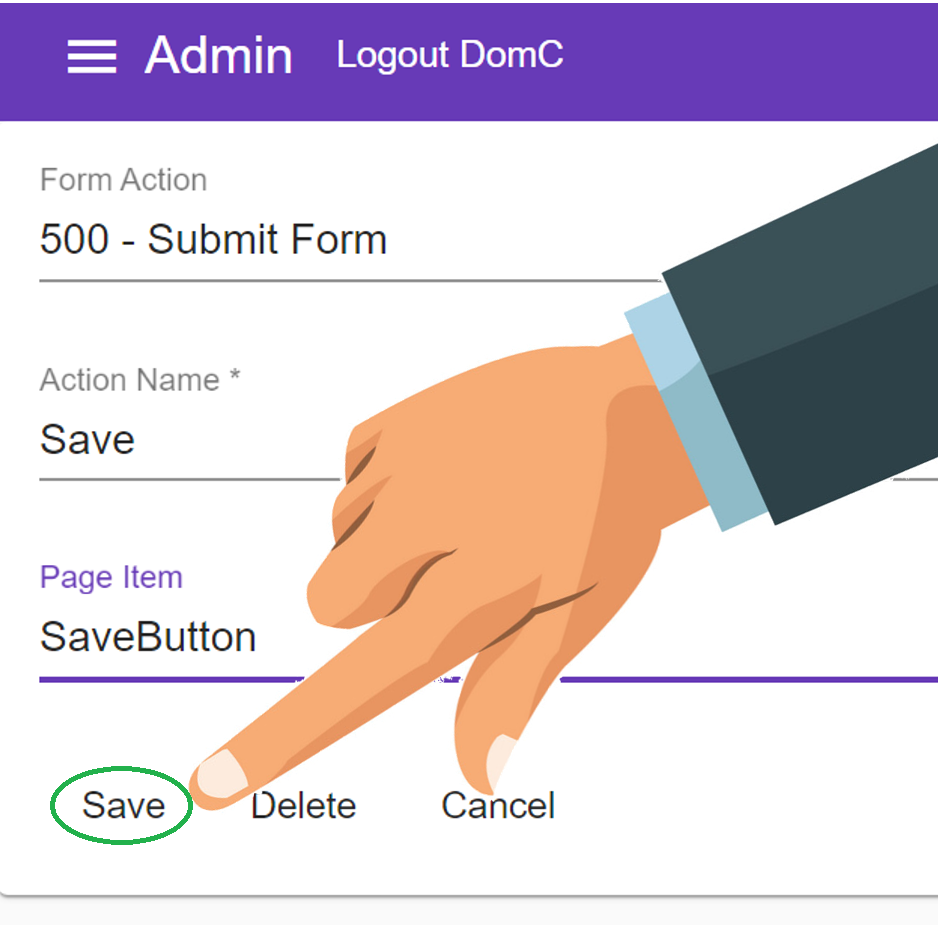 Admin Logout DomC
Form Action
500 - Submit Form
Action Name *
Save
Page Item
SaveButton
Save Delete Cancel